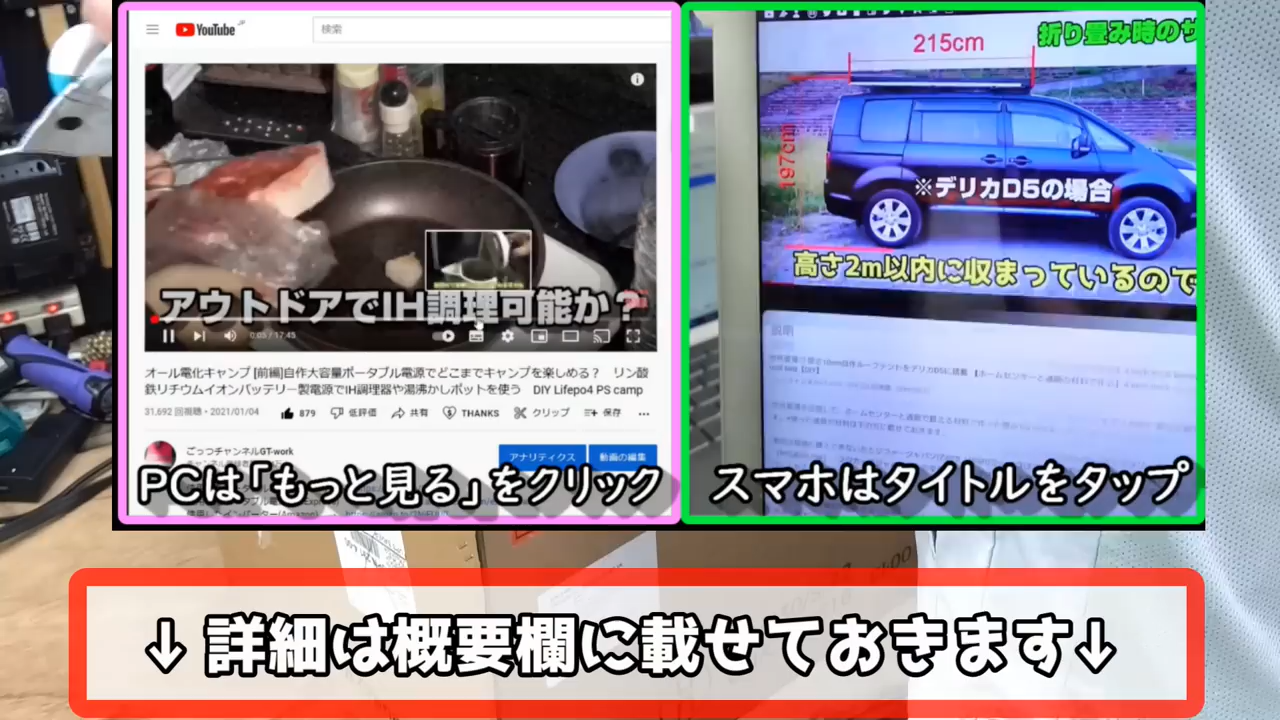 YouTube
JP
検索
アウトドアでIH調理可能か？
0:05 / 17:45
オール電化キャンプ [前編]自作大容量ポータブル電源でどこまでキャンプを楽しめる？ リン酸
鉄リチウムイオンバッテリー製電源でIH調理器や湯沸かしポットを使う DIY Lifepo4 PS camp
31,692 回視聴・2021/01/04
879
低評価
共有
THANKS
クリップ
保存
ごっつチャンネルGT-work
アナリティクス
動画の編集
PCは「もっと見る」をクリック
折り畳み時のサ
215cm
197cm
※デリカD5の場合
高さ2m以内に収まっているので
説明
スマホはタイトルをタップ
↓詳細は概要欄に載せておきます↓